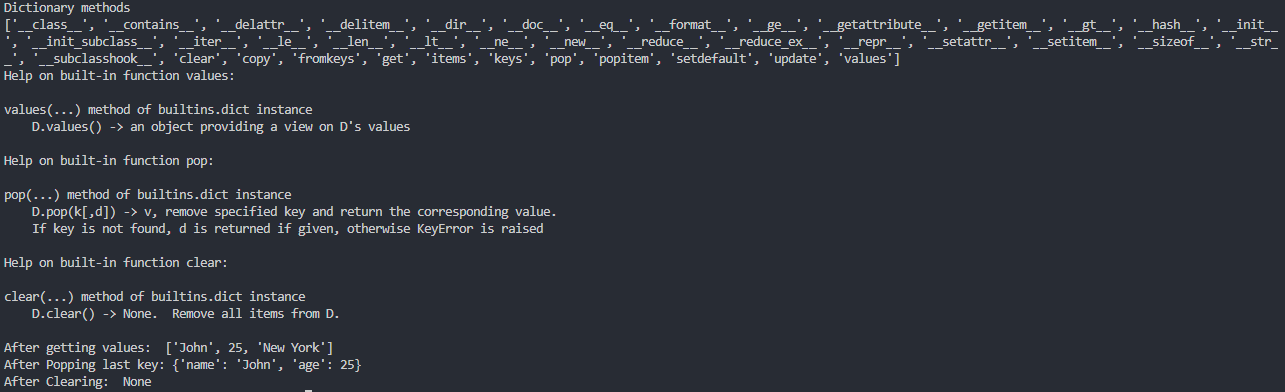 Dictionary methods
['__class__', '__contains__', '__delattr__', '__delitem__', '__dir__', '__doc__', '__eq__', '__format__', '__ge__', '__getattribute__', '__getitem__', '__gt__', '__hash__', '__init__
', '__init_subclass__', '__iter__', '__le__', '__len__', '__lt__', '__ne__', '__new__', '__reduce__', '__reduce_ex__', '__repr__', '__setattr__', '__setitem__', '__sizeof__', '__str_
_', '__subclasshook__', 'clear', 'copy', 'fromkeys', 'get', 'items', 'keys', 'pop', 'popitem', 'setdefault', 'update', 'values']
Help on built-in function values:
values(...) method of builtins.dict instance
D.values() -> an object providing a view on D's values
Help on built-in function pop:
pop(...) method of builtins.dict instance
D.pop(k[,d]) -> v, remove specified key and return the corresponding value.
If key is not found, d is returned if given, otherwise KeyError is raised
Help on built-in function clear:
clear(...) method of builtins.dict instance
D.clear() -> None.  Remove all items from D.
After getting values:  ['John', 25, 'New York']
After Popping last key: {'name': 'John', 'age': 25}
After Clearing:  None